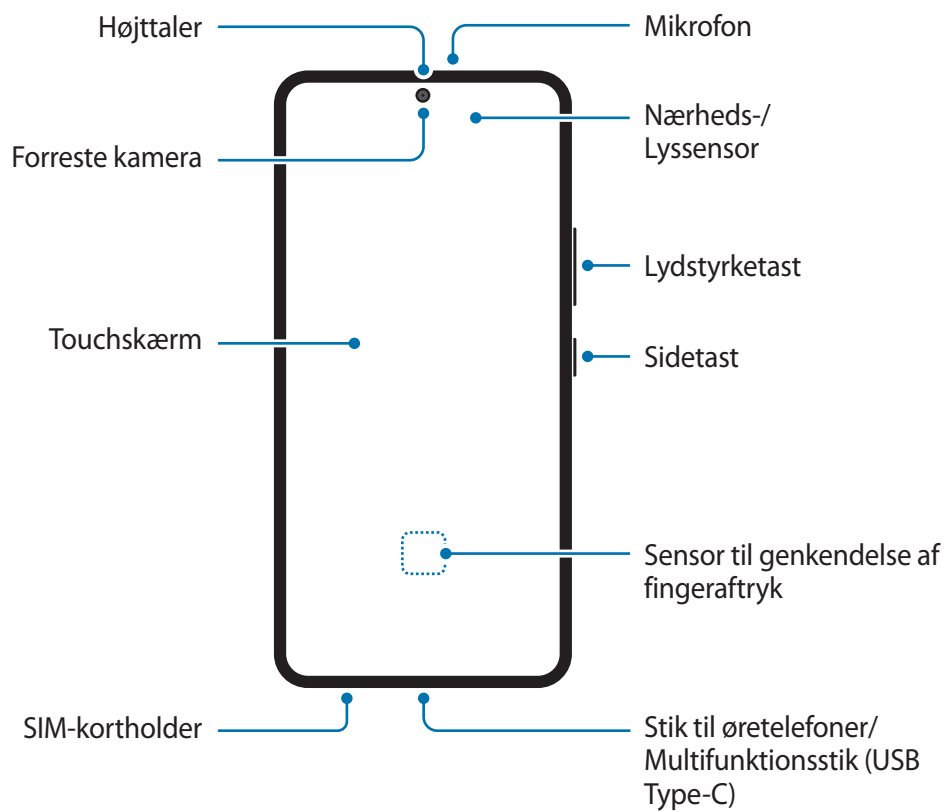 Højttaler
Mikrofon
Nærheds-/
Lyssensor
Forreste kamera
Lydstyrketast
Touchskærm
Sidetast
Sensor til genkendelse af
fingeraftryk
SIM-kortholder
Stik til øretelefoner/
Multifunktionsstik (USB
Type-C)